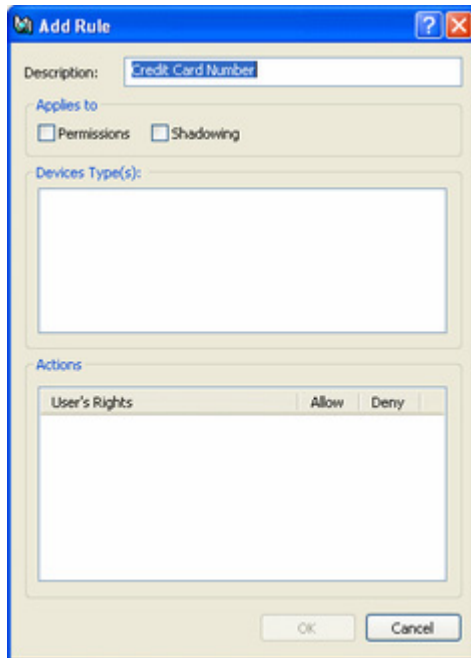 Add Rule
Description: Credit Card Number
Applies to
Permissions Shadowing
Devices Type(s):
Actions
User's Rights Allow Deny
OK Cancel